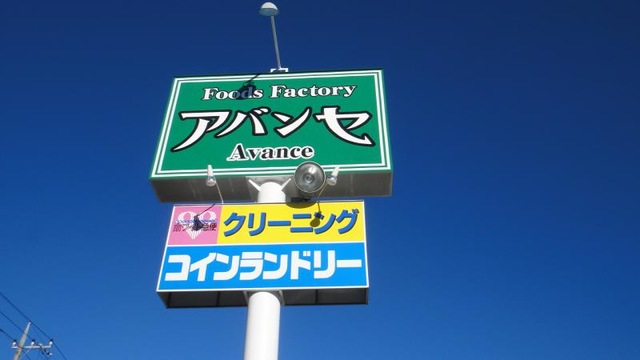 Foods Factory
アバンセ
Avance
クリーニング
コインランドリー